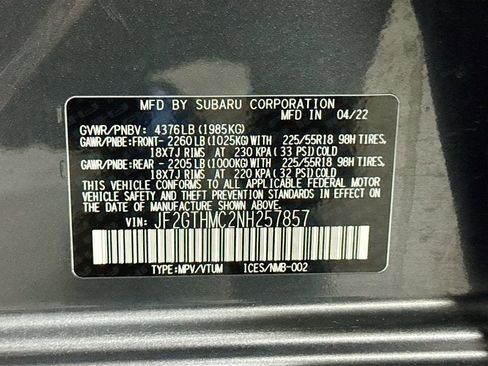 MFD BY SUBARU CORPORATION
MFD IN 04/22
GVWR/PNBV: 4376LB(1985KG)
GAWR/PNBE:FRONT-2260LB(1025KG)WITH 225/55R18 98H TIRES,
18X7J RIMS AT 230 KPA(33 PSI)COLD
GAWR/PNBE:REAR -2205LB(1000KG)WITH 225/55R18 98H TIRES,
18X7J RIMS AT 220 KPA(32 PSI)COLD
THIS VEHICLE CONFORMS TO ALL APPLICABLE FEDERAL MOTOR
VEHICLE SAFETY AND THEFT PREVENTION STANDARDS IN
EFFECT ON THE DATE OF MANUFACTURE SHOWN ABOVE.
VIN: JF2GTHMC2NH257857
TYPE:MPV/VTUM ICES/NMB-002